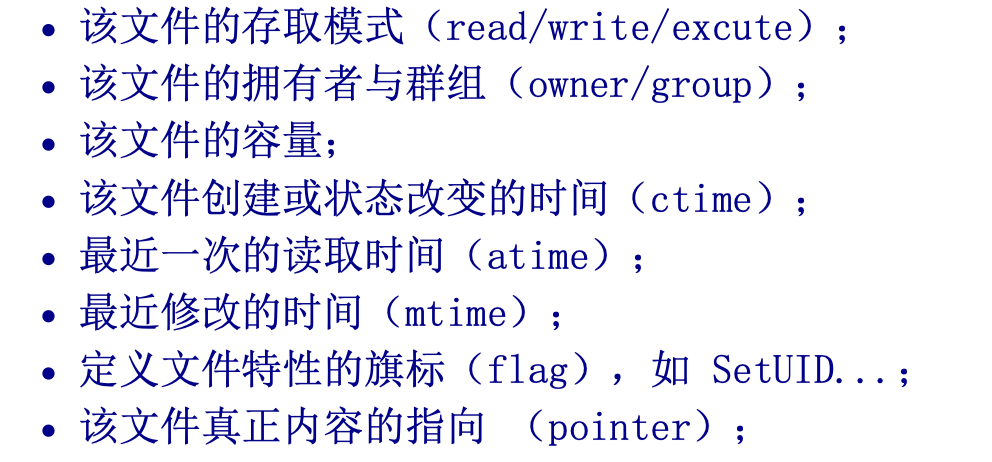 • 该文件的存取模式（read/write/excute）；
• 该文件的拥有者与群组（owner/group）；
• 该文件的容量；
• 该文件创建或状态改变的时间（ctime）；
• 最近一次的读取时间（atime）；
• 最近修改的时间（mtime）；
• 定义文件特性的旗标（flag），如 SetUID...；
• 该文件真正内容的指向 （pointer）；